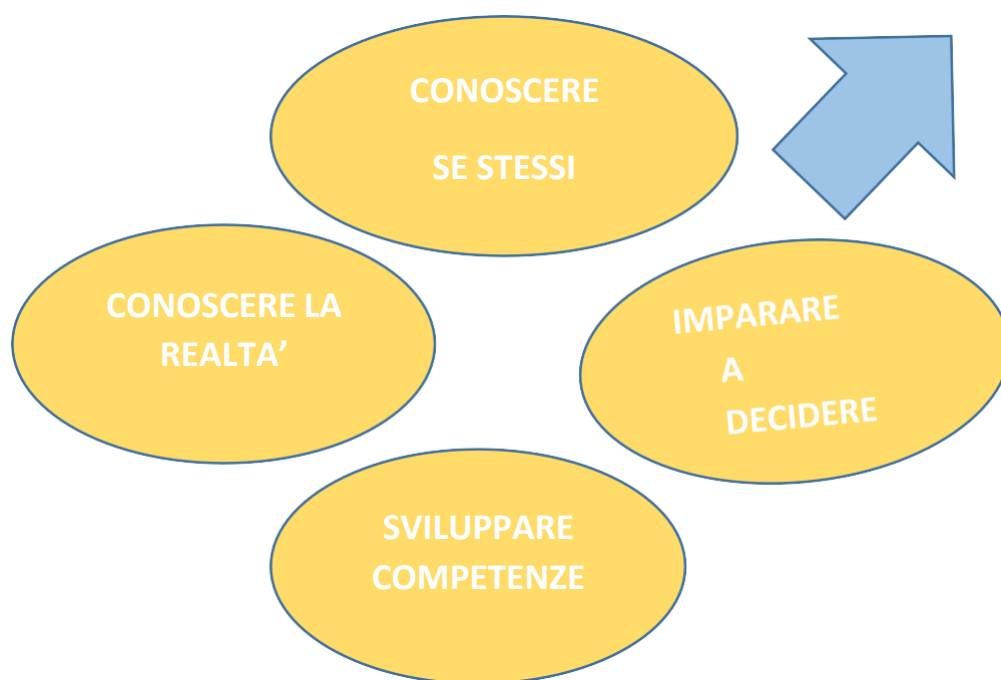 CONOSCERE
SE STESSI
CONOSCERE LA
REALTA’
IMPARARE
A
DECIDERE
SVILUPPARE
COMPETENZE